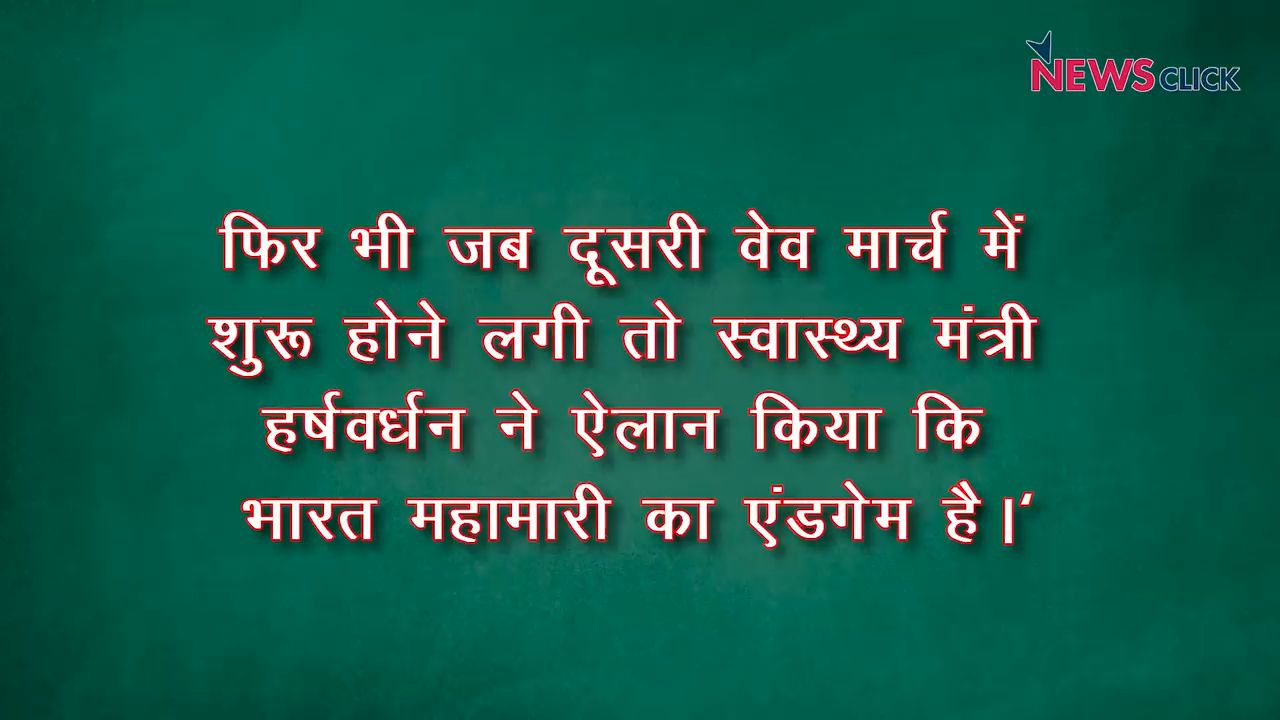 NEWSCLICK
फिर भी जब दूसरी वेव मार्च में
शुरू होने लगी तो स्वास्थ्य मंत्री
हर्षवर्धन ने ऐलान किया कि
भारत महामारी का एंडगेम है।‘